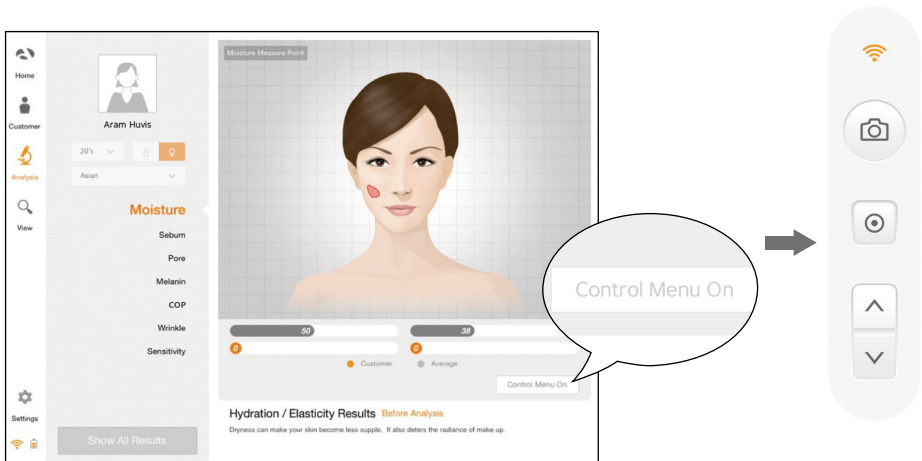 Home
Customer
Analysis
View
Settings
Aram Huvis
20's
Asian
Moisture
Sebum
Pore
Melanin
COP
Wrinkle
Sensitivity
Show All Results
Moisture Measure Point
50
38
0
0
Customer
Average
Control Menu On
Hydration / Elasticity Results Before Analysis
Dryness can make your skin become less supple. It also deters the radiance of make up.
Control Menu On